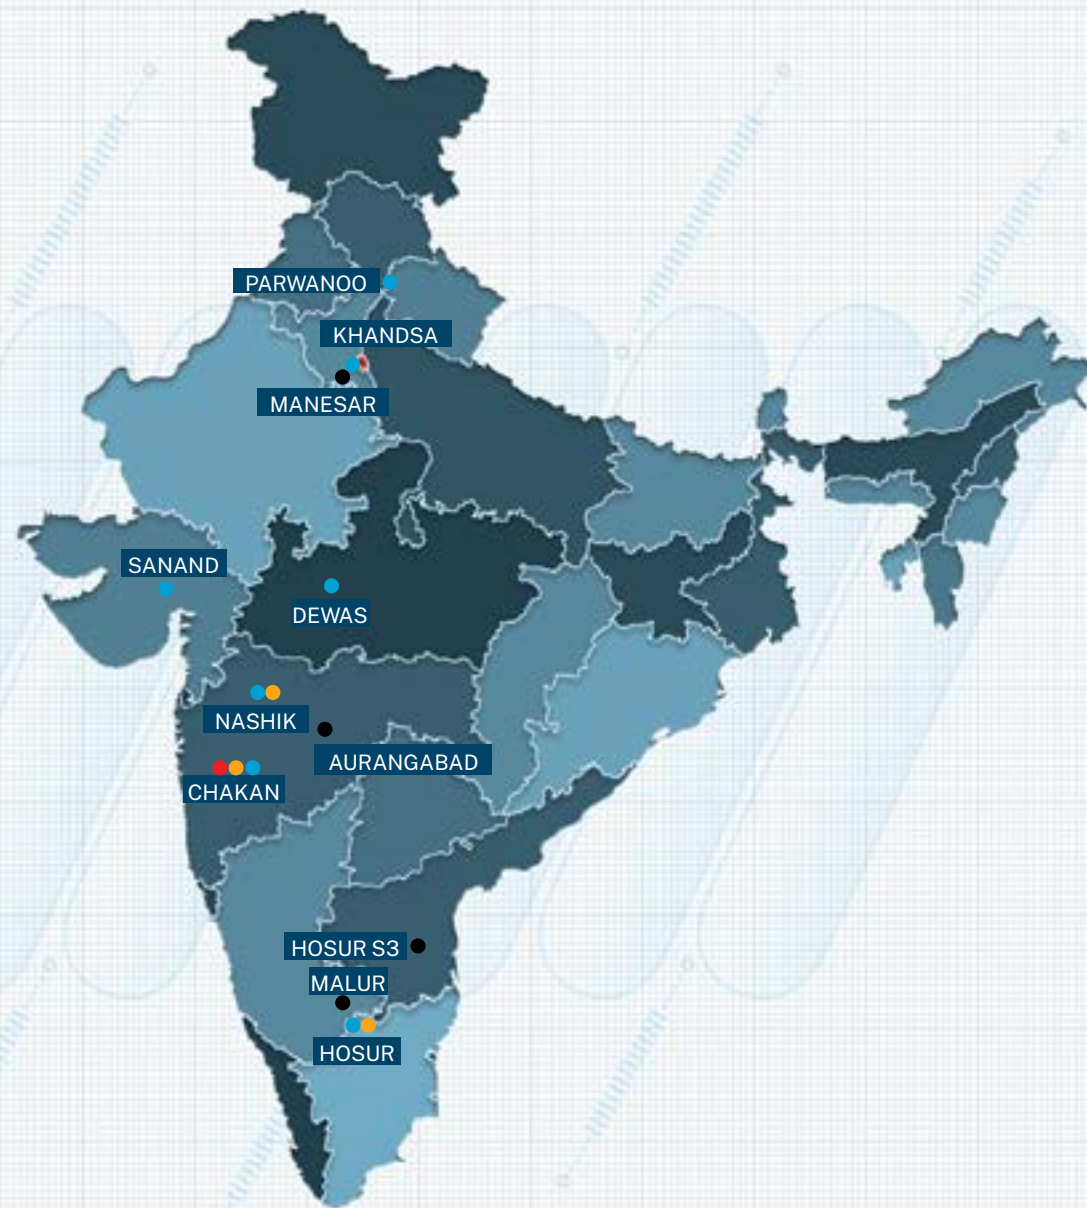 PARWANOO
KHANDSA
MANESAR
SANAND
DEWAS
NASHIK
AURANGABAD
CHAKAN
HOSUR S3
MALUR
HOSUR